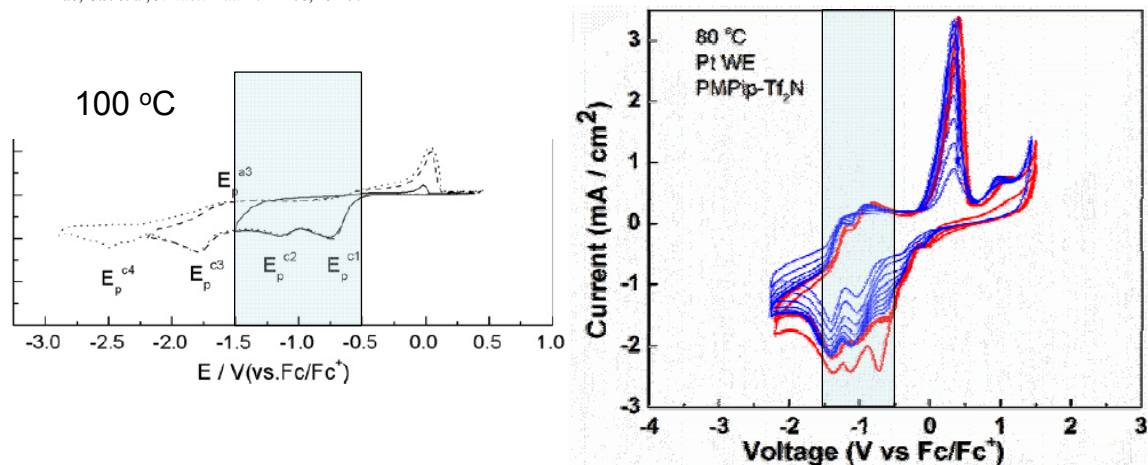 100 °C
E_p^a3
E_p^c4
E_p^c3
E_p^c2
E_p^c1
-3.0 -2.5 -2.0 -1.5 -1.0 -0.5 0.0 0.5 1.0
E / V(vs.Fc/Fc⁺)
80 °C
Pt WE
PMPip-Tf₂N
Current (mA / cm²)
3
2
1
0
-1
-2
-3
-4 -3 -2 -1 0 1 2 3
Voltage (V vs Fc/Fc⁺)